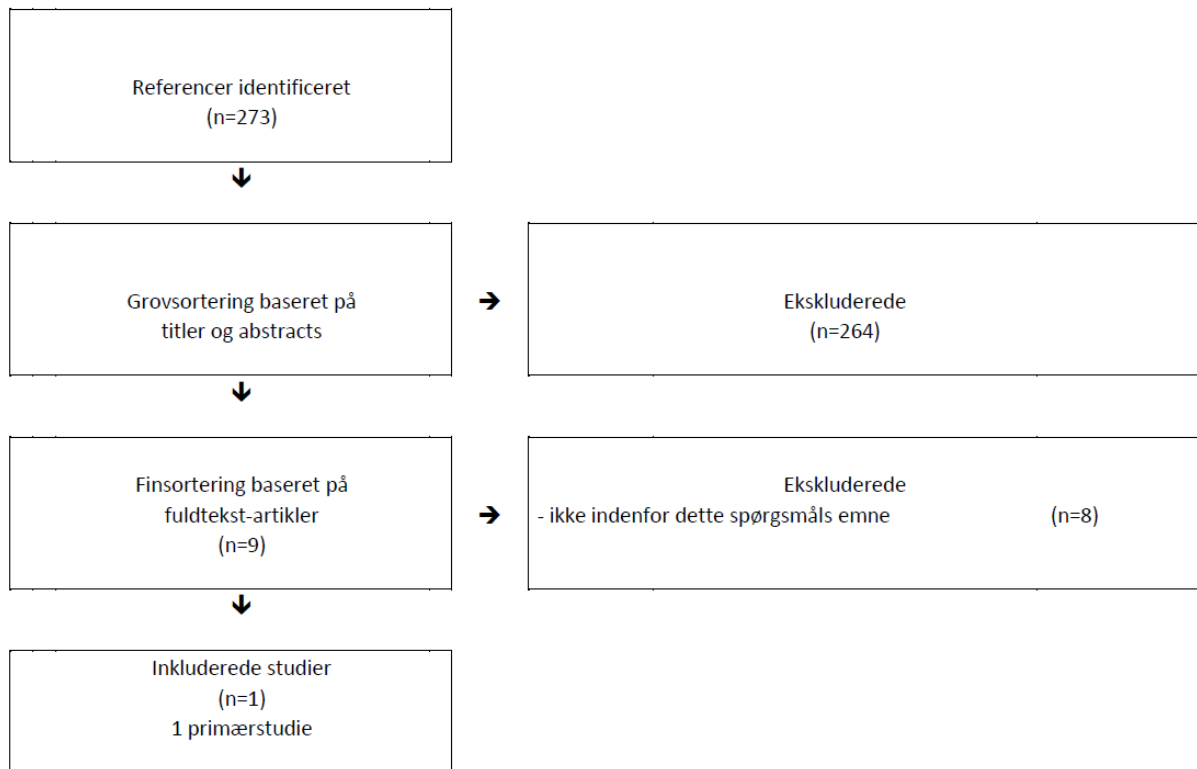 Referencer identificeret
(n=273)
Grovsortering baseret på
titler og abstracts
Ekskluderede
(n=264)
Finsortering baseret på
fuldtekst-artikler
(n=9)
Ekskluderede
- ikke indenfor dette spørgsmåls emne (n=8)
Inkluderede studier
(n=1)
1 primærstudie